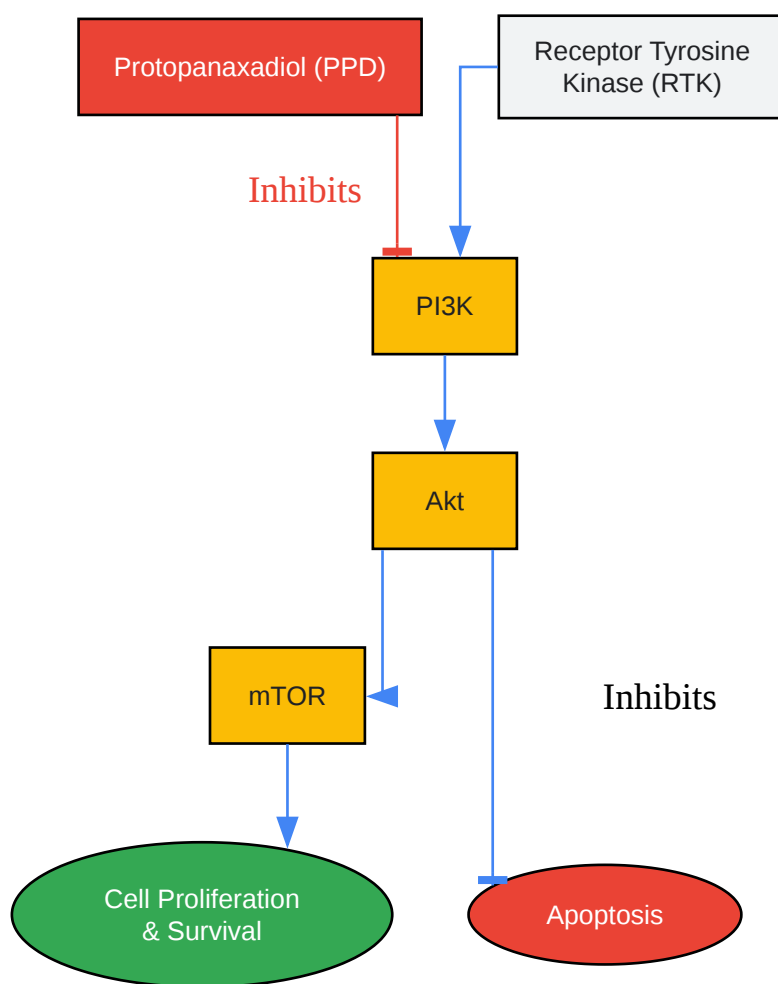 Protopanaxadiol (PPD)
Receptor Tyrosine
Kinase (RTK)
Inhibits
PI3K
Akt
mTOR
Inhibits
Cell Proliferation
& Survival
Apoptosis